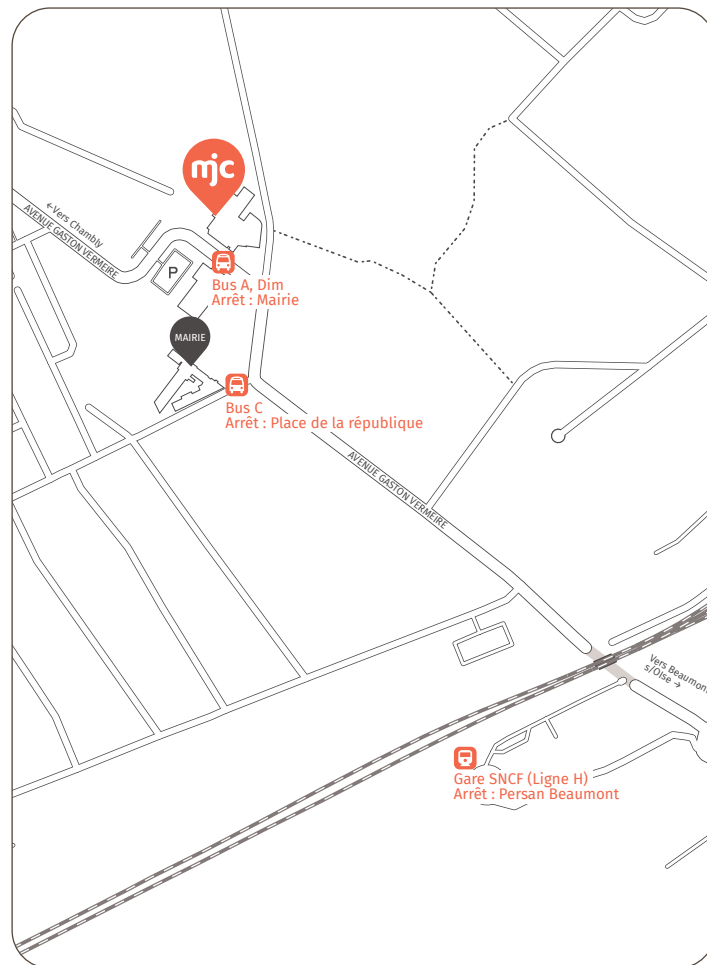 mjc
←Vers Chambly
AVENUE GASTON VERMEIRE
P
Bus A, Dim
Arrêt : Mairie
MAIRIE
Bus C
Arrêt : Place de la république
AVENUE GASTON VERMEIRE
Vers Beaumont
s/OIse →
Gare SNCF (Ligne H)
Arrêt : Persan Beaumont